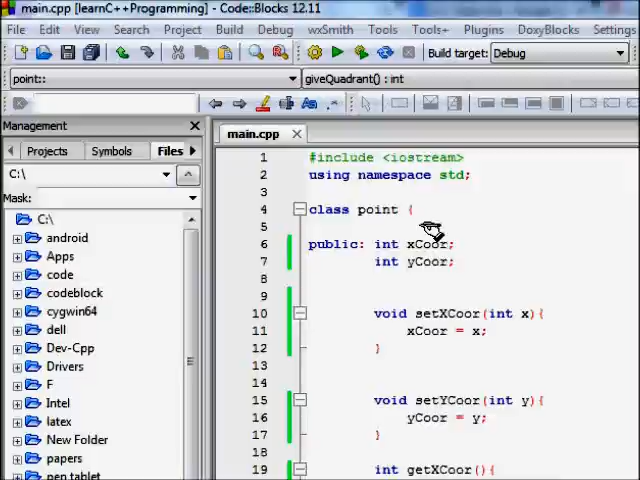 main.cpp [learnC++Programming] - Code::Blocks 12.11
File Edit View Search Project Build Debug wxSmith Tools Tools+ Plugins DoxyBlocks Settings
Build target: Debug
point:: giveQuadrant() : int
Management
Projects Symbols Files
C:\
Mask:
C:\
android
Apps
code
codeblock
cygwin64
dell
Dev-Cpp
Drivers
F
Intel
latex
New Folder
papers
pen tablet
main.cpp
1 #include <iostream>
2 using namespace std;
3
4 class point {
5
6 public: int xCoor;
7 int yCoor;
8
9
10 void setXCoor(int x){
11 xCoor = x;
12 }
13
14
15 void setYCoor(int y){
16 yCoor = y;
17 }
18
19 int getXCoor(){